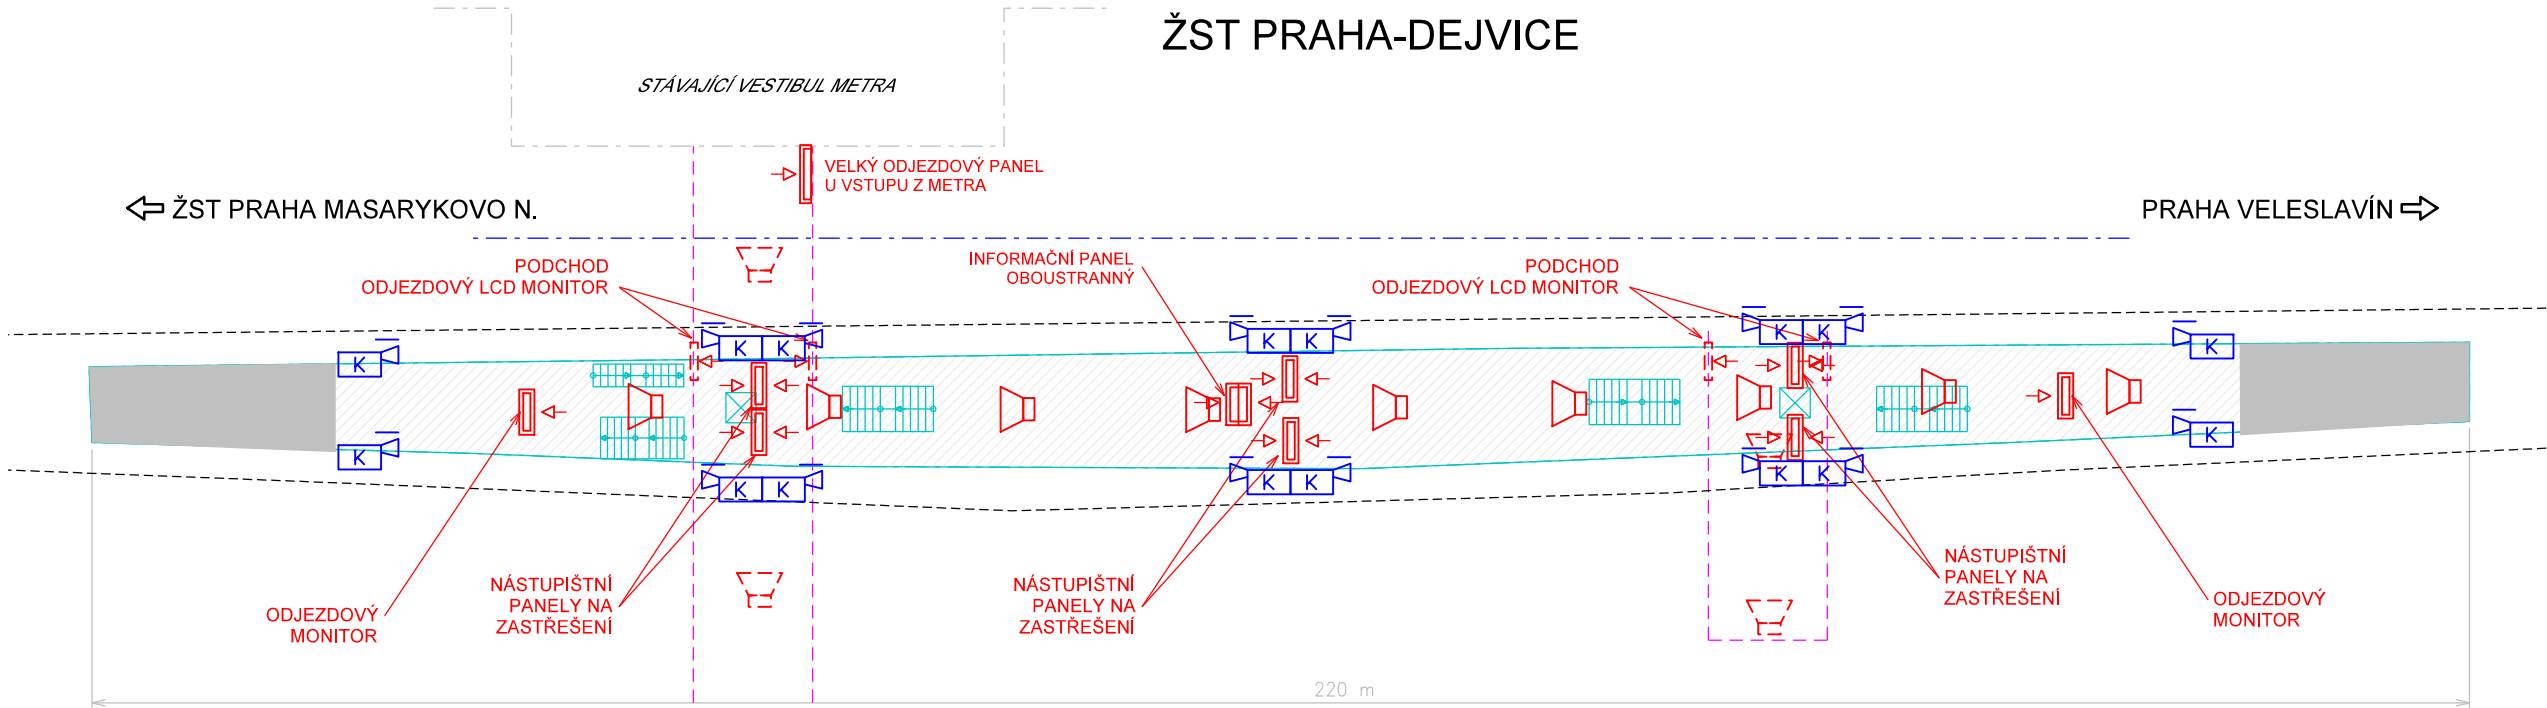 ŽST PRAHA-DEJVICE
STÁVAJÍCÍ VESTIBUL METRA
VELKÝ ODJEZDOVÝ PANEL
U VSTUPU Z METRA
ŽST PRAHA MASARYKOVO N.
PRAHA VELESLAVÍN
PODCHOD
ODJEZDOVÝ LCD MONITOR
INFORMAČNÍ PANEL
OBOUSTRANNÝ
PODCHOD
ODJEZDOVÝ LCD MONITOR
K K
K K
K K
K
K
K
K
K K
K K
K K
ODJEZDOVÝ
MONITOR
NÁSTUPIŠTNÍ
PANELY NA
ZASTŘEŠENÍ
NÁSTUPIŠTNÍ
PANELY NA
ZASTŘEŠENÍ
NÁSTUPIŠTNÍ
PANELY NA
ZASTŘEŠENÍ
ODJEZDOVÝ
MONITOR
220 m